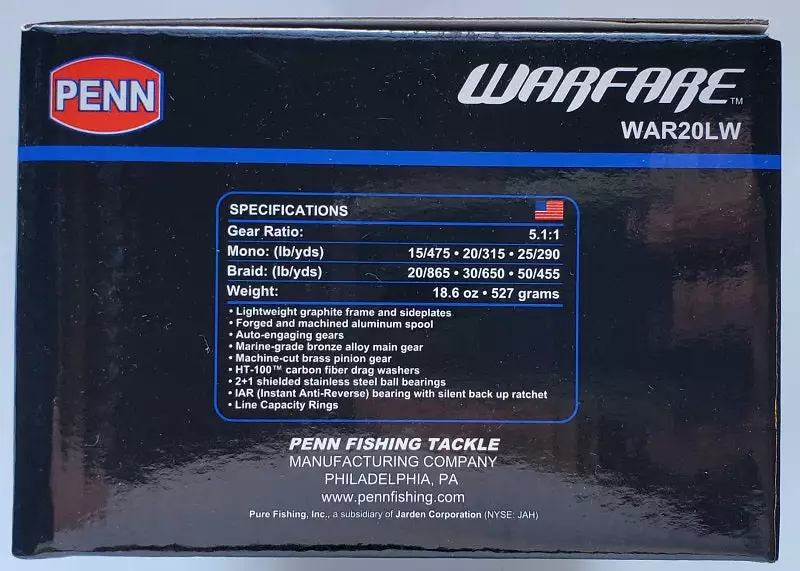 PENN
WARFARE™
WAR20LW
SPECIFICATIONS
Gear Ratio: 5.1:1
Mono: (lb/yds) 15/475 • 20/315 • 25/290
Braid: (lb/yds) 20/865 • 30/650 • 50/455
Weight: 18.6 oz • 527 grams
• Lightweight graphite frame and sideplates
• Forged and machined aluminum spool
• Auto-engaging gears
• Marine-grade bronze alloy main gear
• Machine-cut brass pinion gear
• HT-100™ carbon fiber drag washers
• 2+1 shielded stainless steel ball bearings
• IAR (Instant Anti-Reverse) bearing with silent back up ratchet
• Line Capacity Rings
PENN FISHING TACKLE
MANUFACTURING COMPANY
PHILADELPHIA, PA
www.pennfishing.com
Pure Fishing, Inc., a subsidiary of Jarden Corporation (NYSE: JAH)